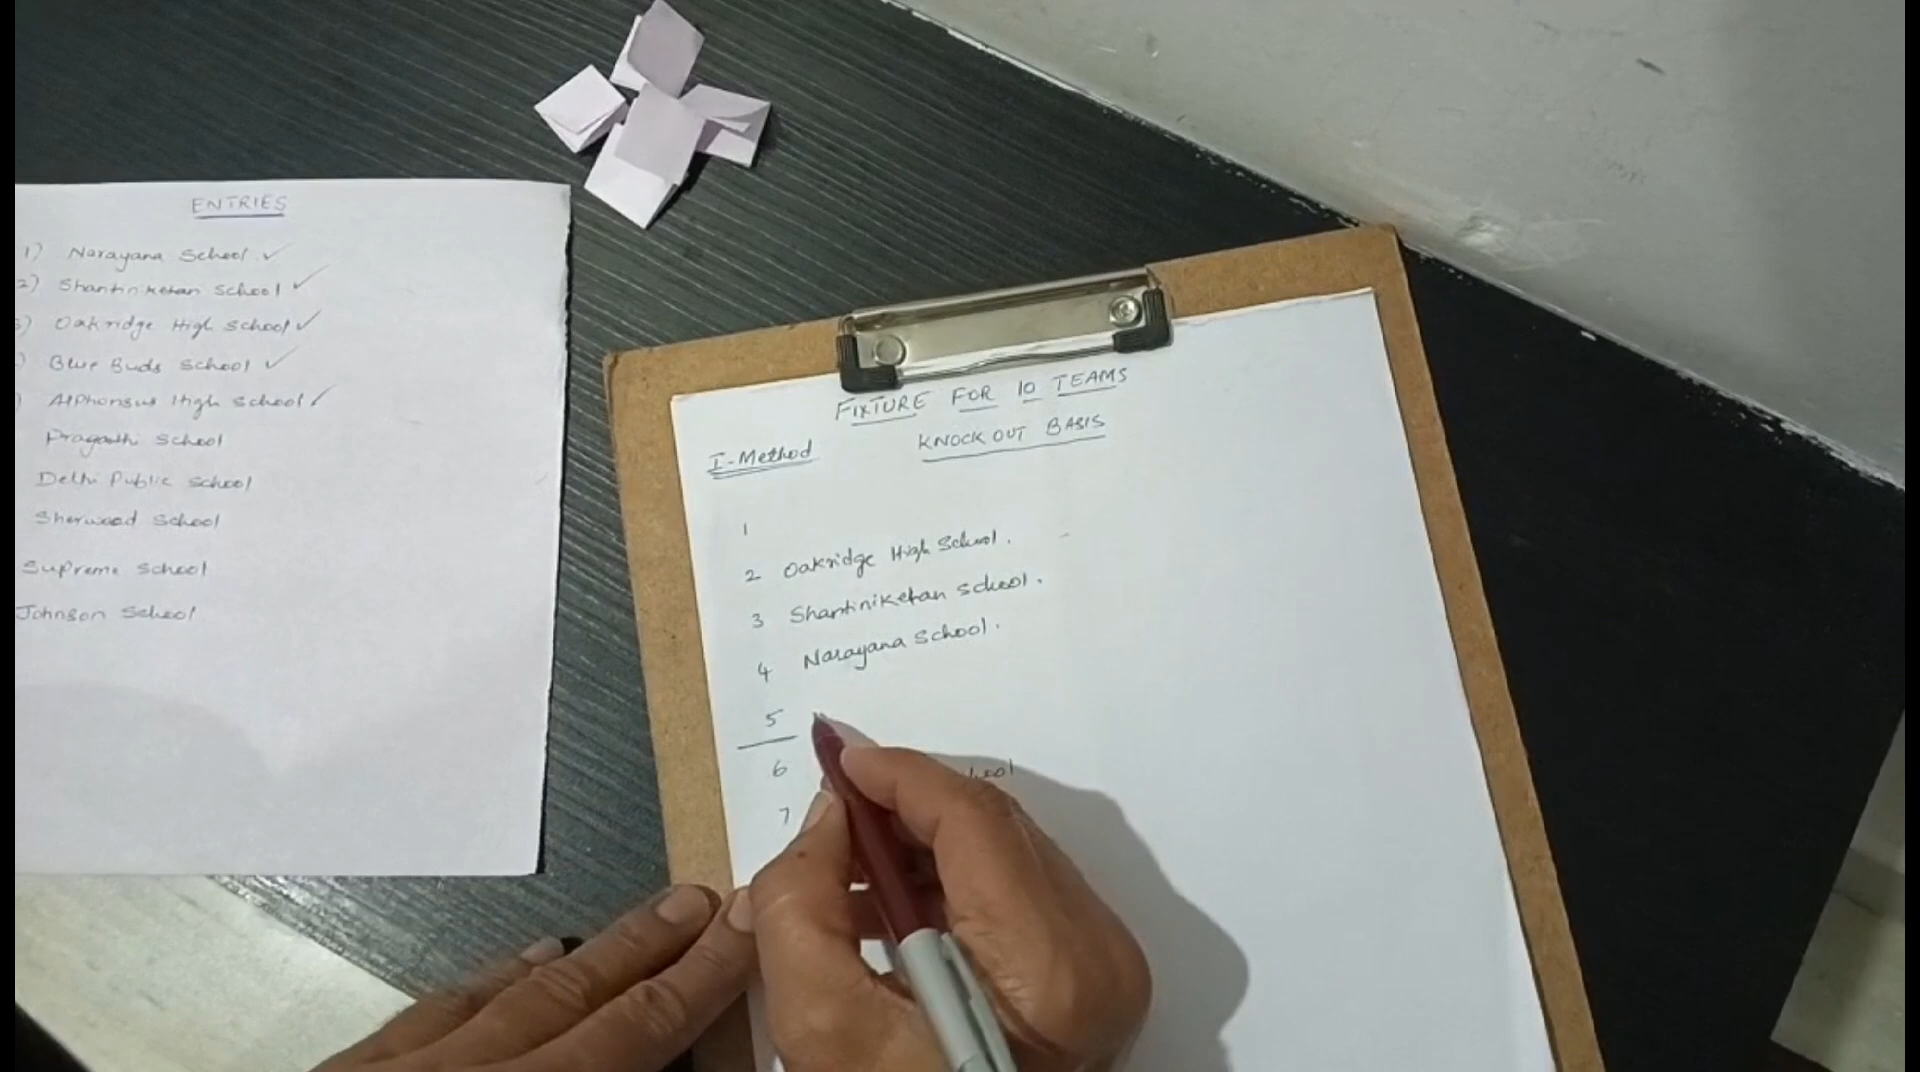 ENTRIES
1) Narayana School ✓
2) Shantiniketan School ✓
3) Oakridge High School ✓
) Blue Buds School ✓
) Alphonsus High School ✓
Pragathi School
Delhi Public School
Sherwood School
Supreme School
Johnson School
FIXTURE FOR 10 TEAMS
KNOCK OUT BASIS
I-Method
1
2 Oakridge High School.
3 Shantiniketan School.
4 Narayana School.
5
6
7